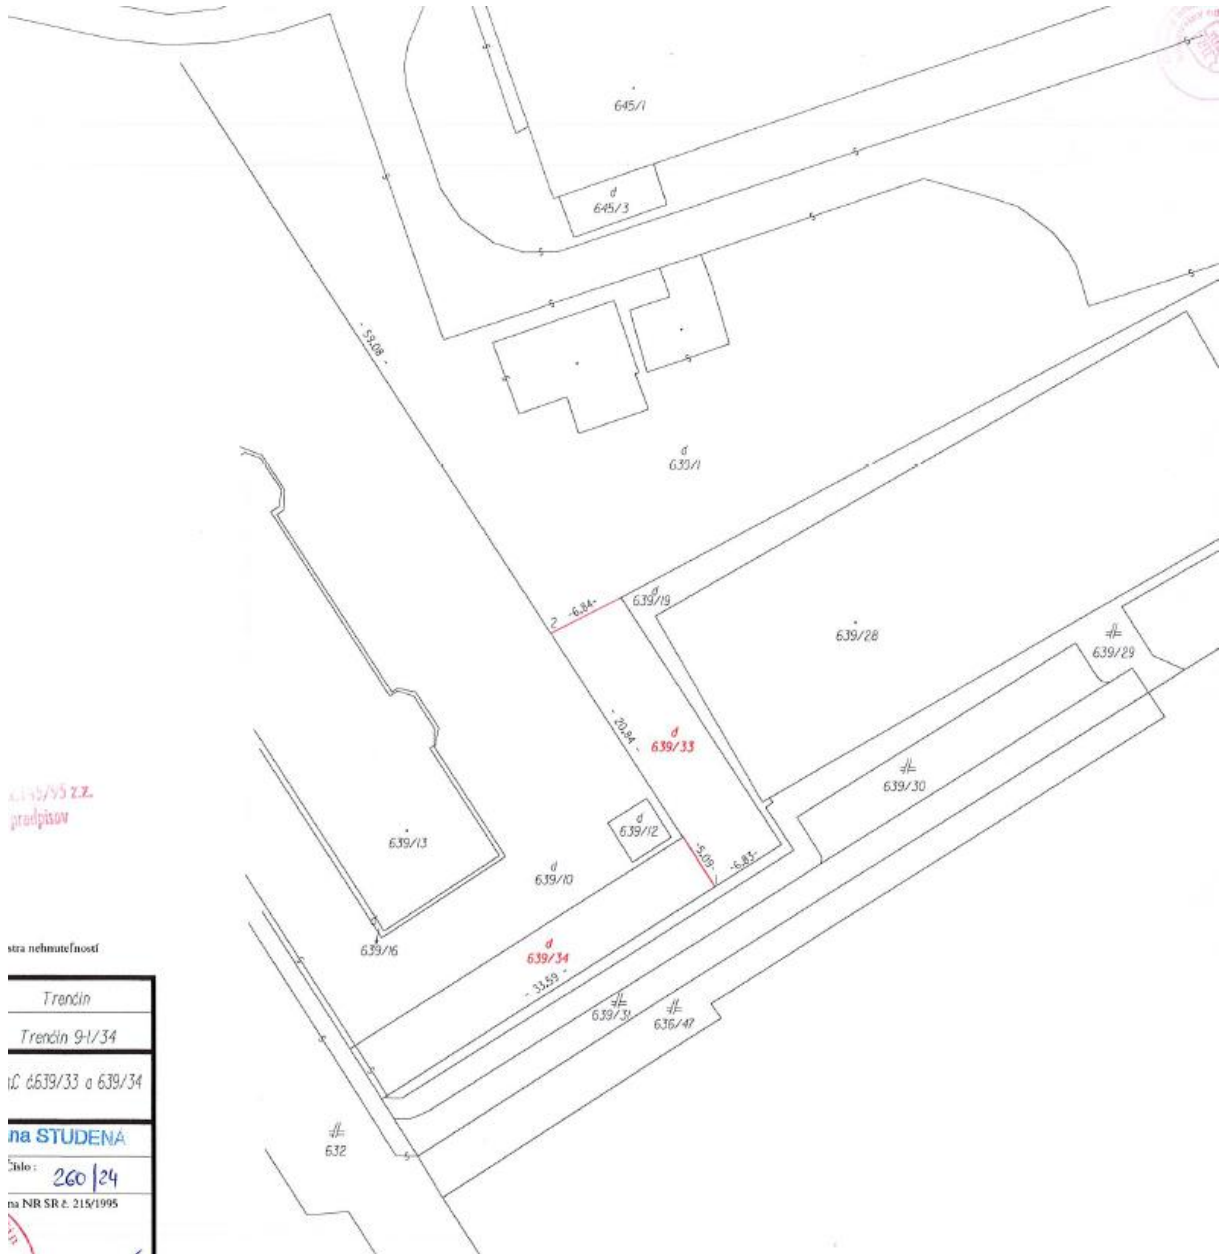 645/1
d
645/3
- 59,08 -
d
639/1
-6,84-
2
d
639/19
639/28
639/29
- 20,84 -
d
639/33
639/30
d
639/12
639/13
d
639/10
-5,09-
-6,83-
1
639/16
d
639/34
- 33,59 -
639/31
636/47
632
z.z.
predpisov
stra nehnuteľností
Trenčín
Trenčín 9-1/34
č.639/33 a 639/34
na STUDENA
Číslo :
260/24
na NR SR č. 215/1995